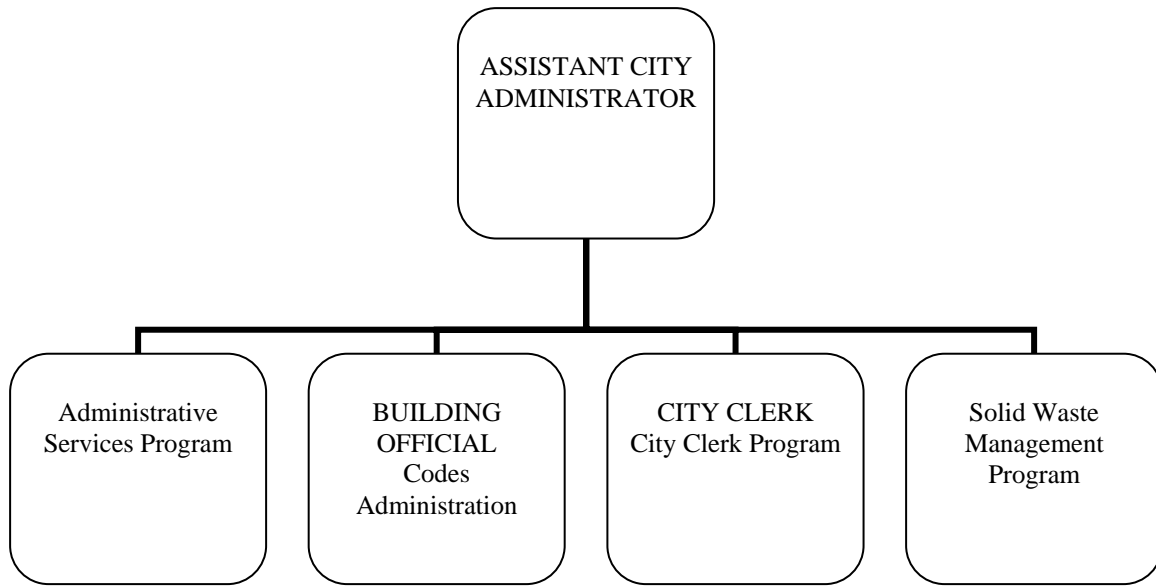 ASSISTANT CITY
ADMINISTRATOR
Administrative
Services Program
BUILDING
OFFICIAL
Codes
Administration
CITY CLERK
City Clerk Program
Solid Waste
Management
Program